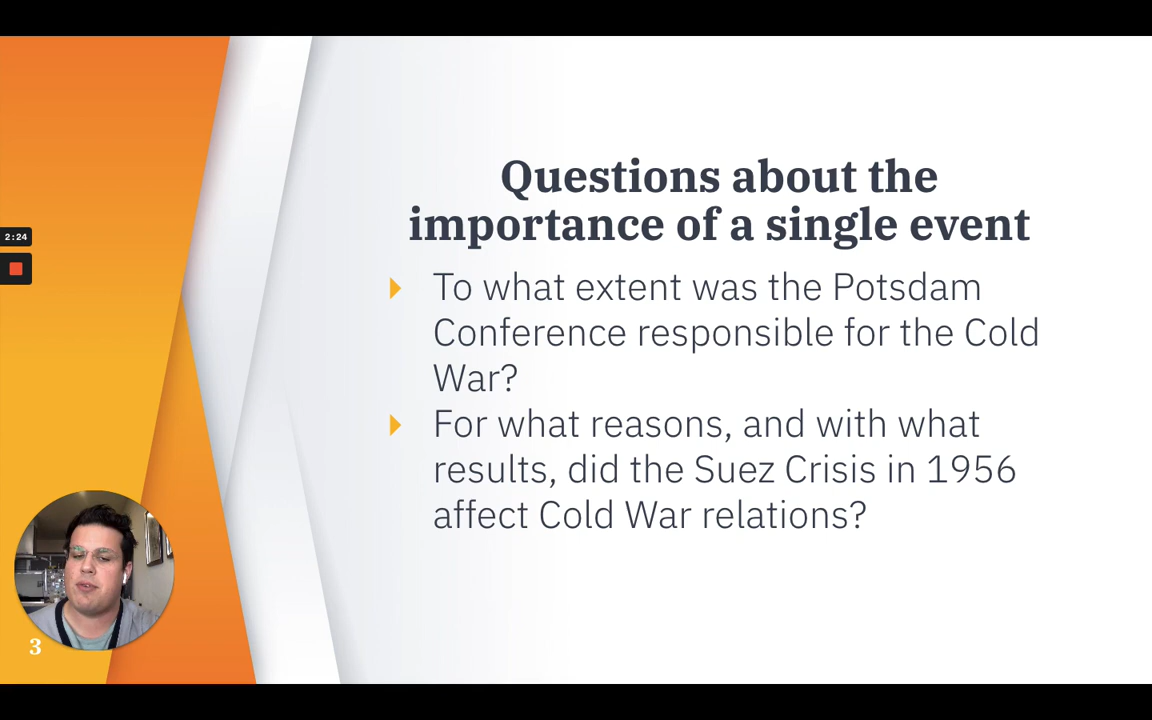 Questions about the
importance of a single event
2:24
To what extent was the Potsdam
Conference responsible for the Cold
War?
For what reasons, and with what
results, did the Suez Crisis in 1956
affect Cold War relations?
3